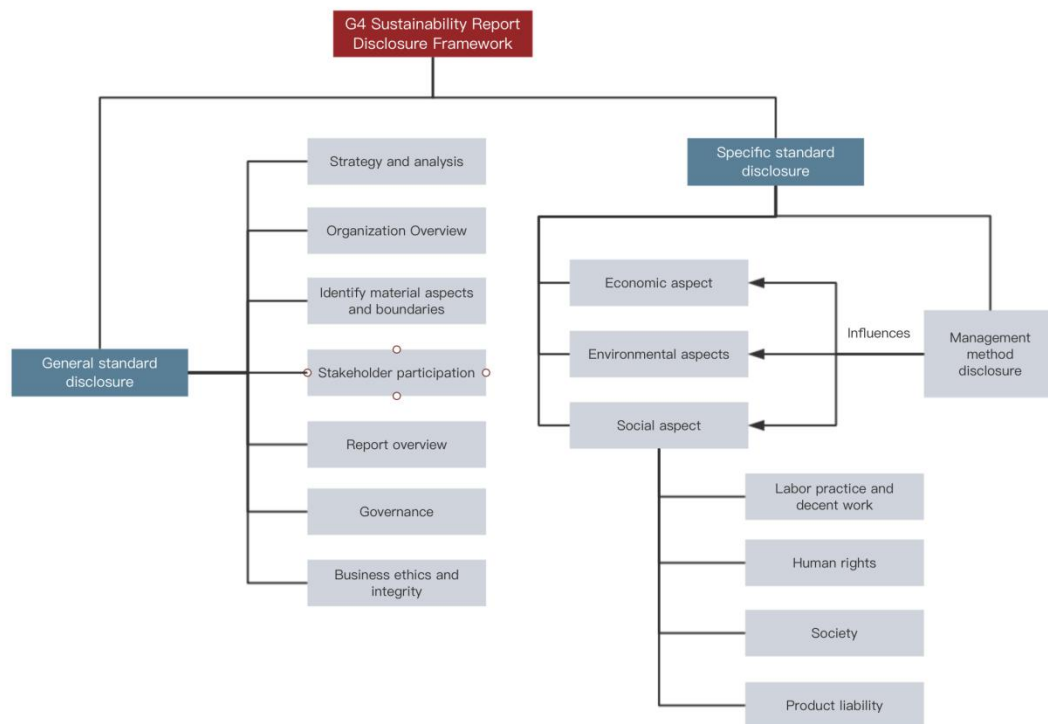 G4 Sustainability Report
Disclosure Framework
General standard
disclosure
Strategy and analysis
Organization Overview
Identify material aspects
and boundaries
Stakeholder participation
Report overview
Governance
Business ethics and
integrity
Specific standard
disclosure
Economic aspect
Environmental aspects
Social aspect
Influences
Management
method
disclosure
Labor practice and
decent work
Human rights
Society
Product liability